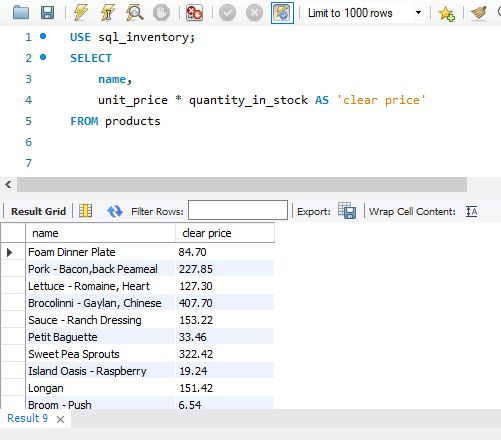 Limit to 1000 rows
1 USE sql_inventory;
2 SELECT
3 name,
4 unit_price * quantity_in_stock AS 'clear price'
5 FROM products
6
7
Result Grid Filter Rows: Export: Wrap Cell Content: IA
name clear price
Foam Dinner Plate 84.70
Pork - Bacon,back Peameal 227.85
Lettuce - Romaine, Heart 127.30
Brocolinni - Gaylan, Chinese 407.70
Sauce - Ranch Dressing 153.22
Petit Baguette 33.46
Sweet Pea Sprouts 322.42
Island Oasis - Raspberry 19.24
Longan 151.42
Broom - Push 6.54
Result 9